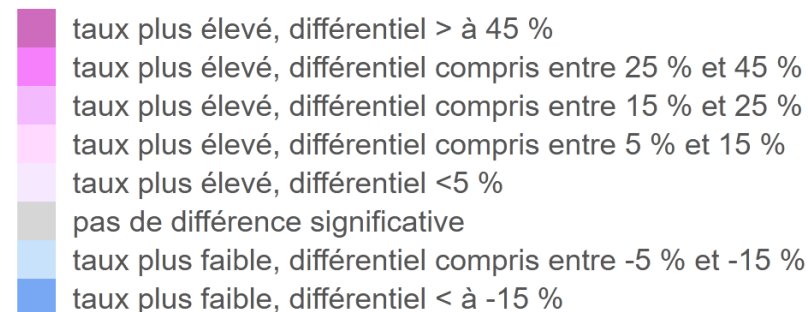 taux plus élevé, différentiel > à 45 %
taux plus élevé, différentiel compris entre 25 % et 45 %
taux plus élevé, différentiel compris entre 15 % et 25 %
taux plus élevé, différentiel compris entre 5 % et 15 %
taux plus élevé, différentiel <5 %
pas de différence significative
taux plus faible, différentiel compris entre -5 % et -15 %
taux plus faible, différentiel < à -15 %